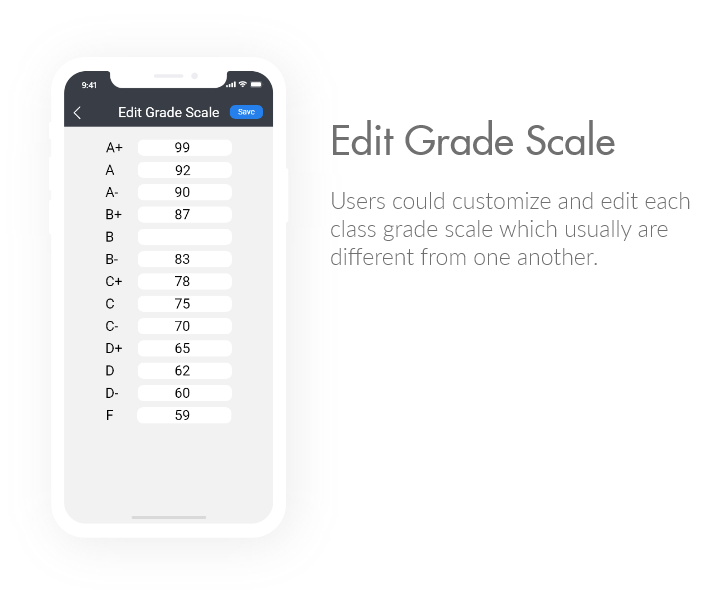 9:41
Edit Grade Scale Save
A+ 99
A 92
A- 90
B+ 87
B
B- 83
C+ 78
C 75
C- 70
D+ 65
D 62
D- 60
F 59
Edit Grade Scale
Users could customize and edit each
class grade scale which usually are
different from one another.